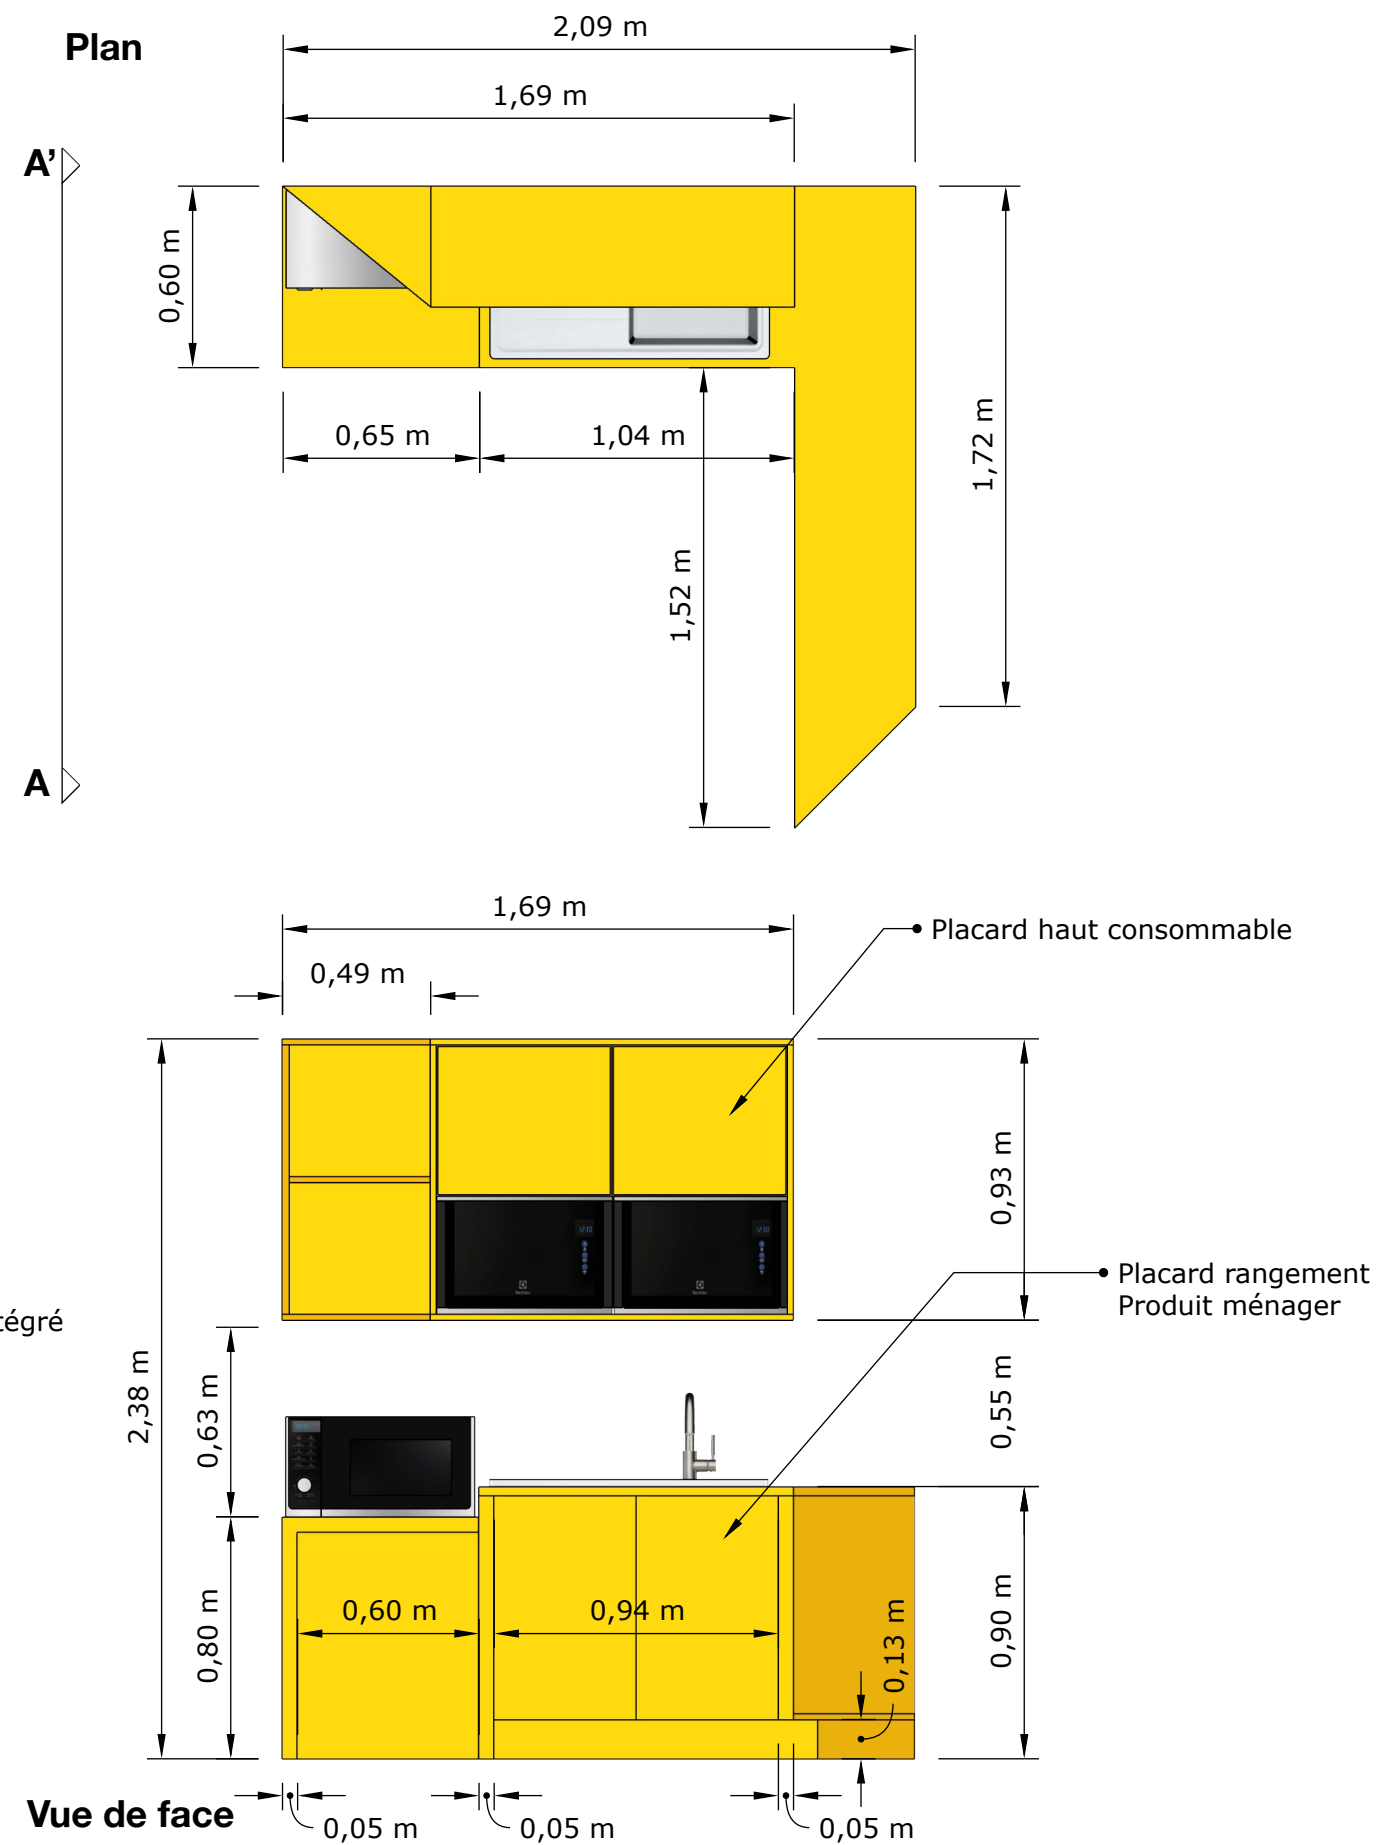 Plan
2,09 m
1,69 m
A’
0,60 m
0,65 m
1,04 m
1,72 m
1,52 m
A
1,69 m
Placard haut consommable
0,49 m
0,93 m
Placard rangement
Produit ménager
tégré
2,38 m
0,63 m
0,55 m
0,80 m
0,60 m
0,94 m
0,13 m
0,90 m
Vue de face
0,05 m
0,05 m
0,05 m